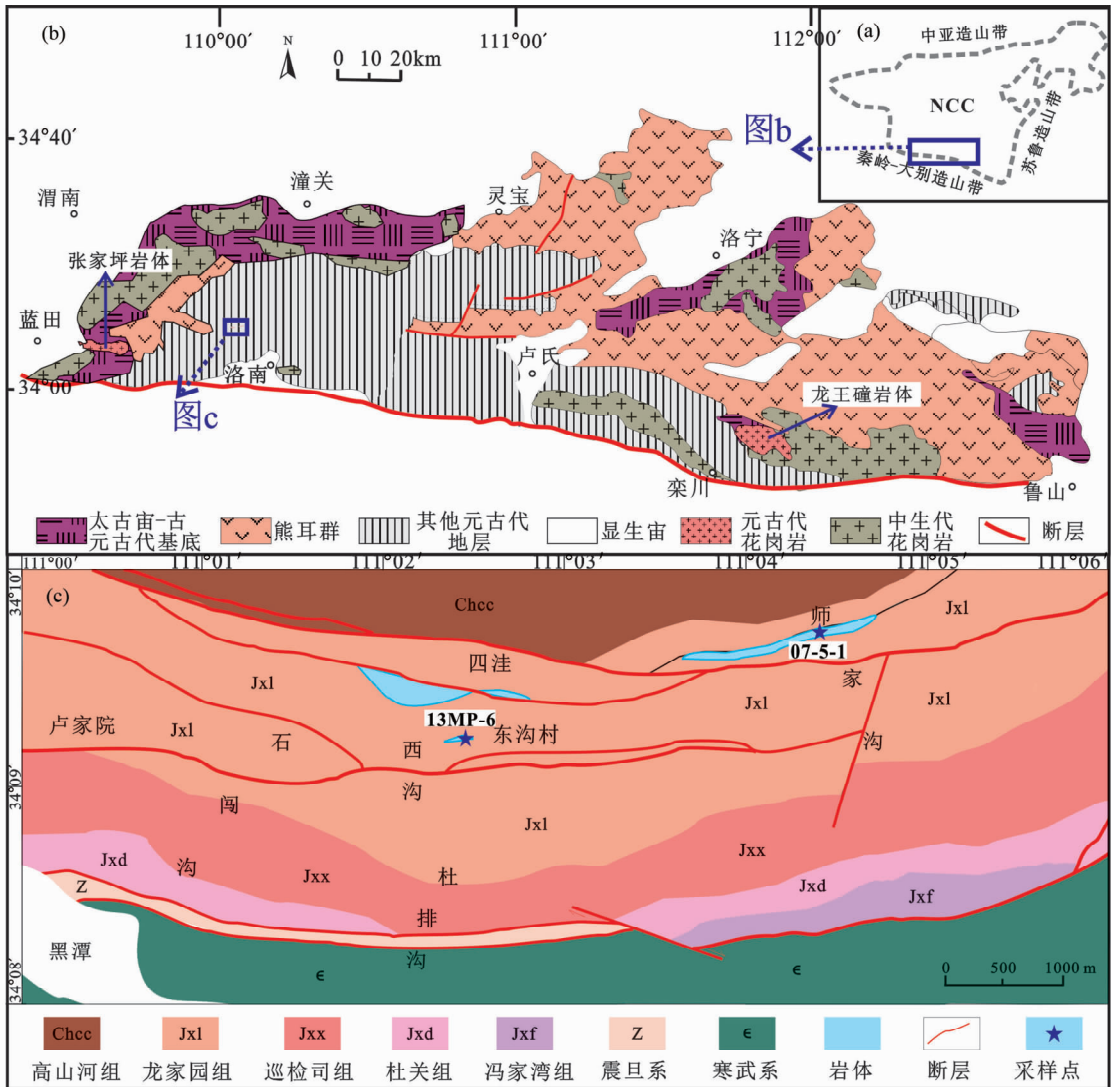 (b)
110°00′
111°00′
112°00′
N
0 10 20km
(a)
中亚造山带
NCC
苏鲁造山带
秦岭-大别造山带
图b
34°40′
34°00′
渭南
潼关
灵宝
洛宁
张家坪岩体
蓝田
洛南
卢氏
龙王䃥岩体
栾川
鲁山
图c
太古宙-古
元古代基底
熊耳群
其他元古代
地层
显生宙
元古代
花岗岩
中生代
花岗岩
断层
(c)
111°00′
111°01′
111°02′
111°03′
111°04′
111°05′
111°06′
34°10′
34°09′
34°08′
Chcc
师
Jxl
07-5-1
四洼
家
Jxl
Jxl
Jxl
13MP-6
卢家院
Jxl
石
西
东沟村
沟
闯
沟
Jxl
Jxd
沟
Jxx
杜
Jxx
Jxd
Jxf
Z
排
黑潭
沟
ϵ
ϵ
0 500 1000 m
Chcc
Jxl
Jxx
Jxd
Jxf
Z
ϵ
高山河组
龙家园组
巡检司组
杜关组
冯家湾组
震旦系
寒武系
岩体
断层
采样点